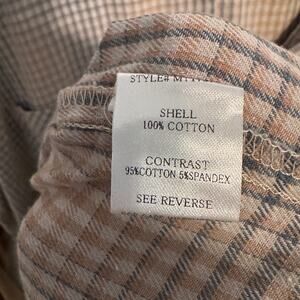 STYLE#
SHELL
100% COTTON
CONTRAST
95%COTTON 5%SPANDEX
SEE REVERSE